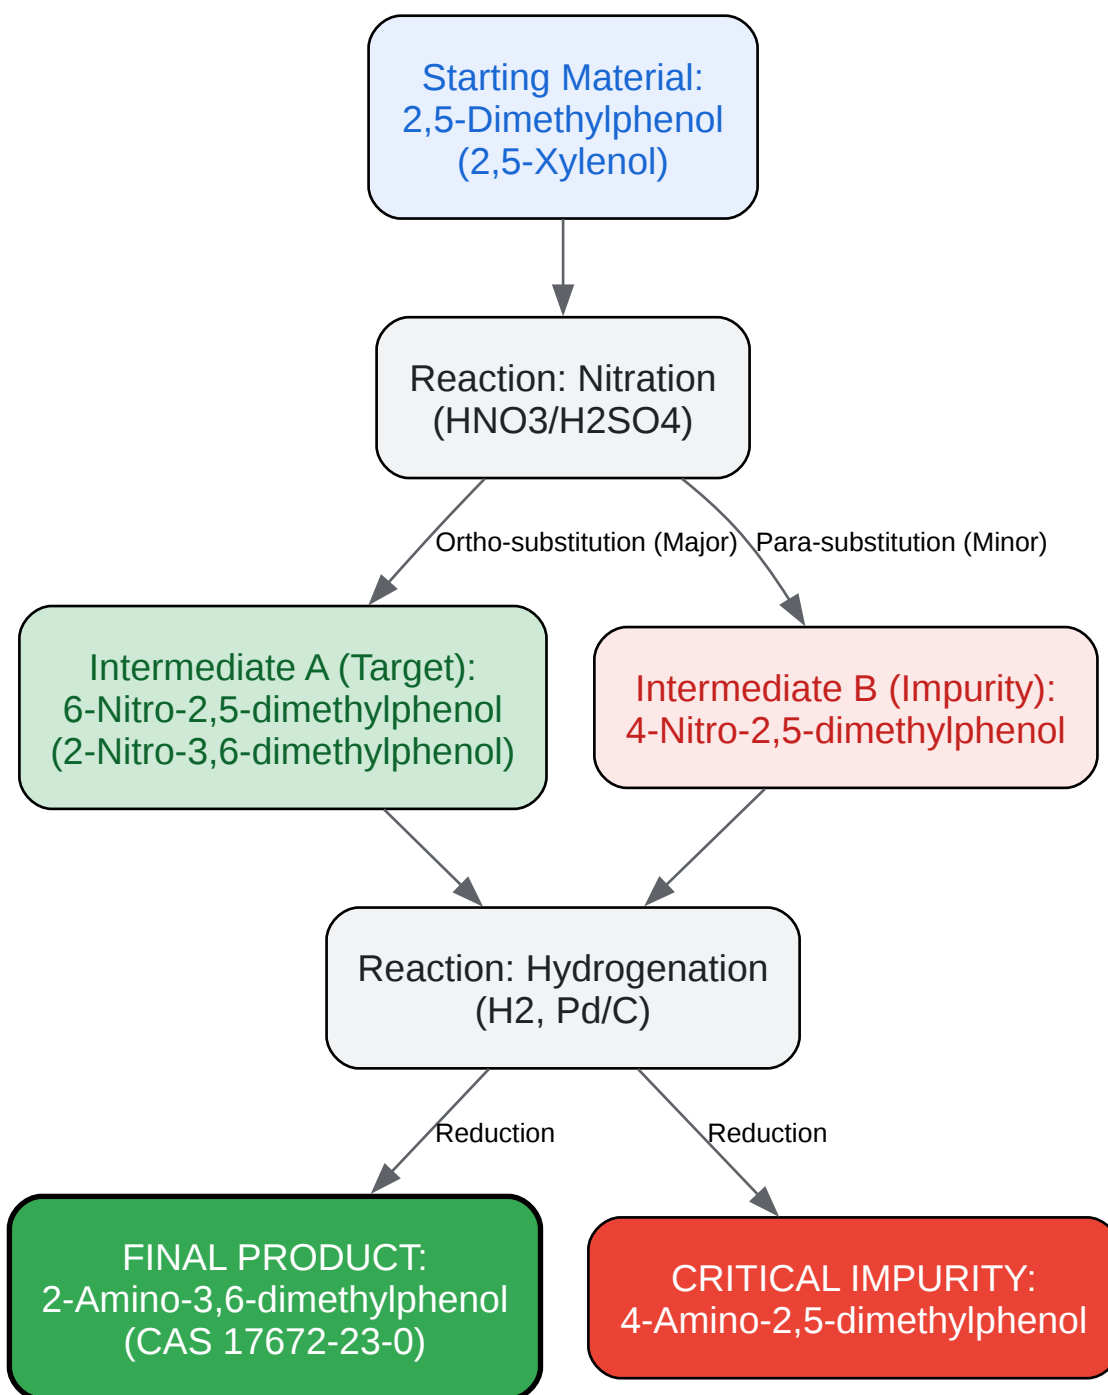 Starting Material:
2,5-Dimethylphenol
(2,5-Xylenol)
Reaction: Nitration
(HNO3/H2SO4)
Ortho-substitution (Major)
Para-substitution (Minor)
Intermediate A (Target):
6-Nitro-2,5-dimethylphenol
(2-Nitro-3,6-dimethylphenol)
Intermediate B (Impurity):
4-Nitro-2,5-dimethylphenol
Reaction: Hydrogenation
(H2, Pd/C)
Reduction
Reduction
FINAL PRODUCT:
2-Amino-3,6-dimethylphenol
(CAS 17672-23-0)
CRITICAL IMPURITY:
4-Amino-2,5-dimethylphenol